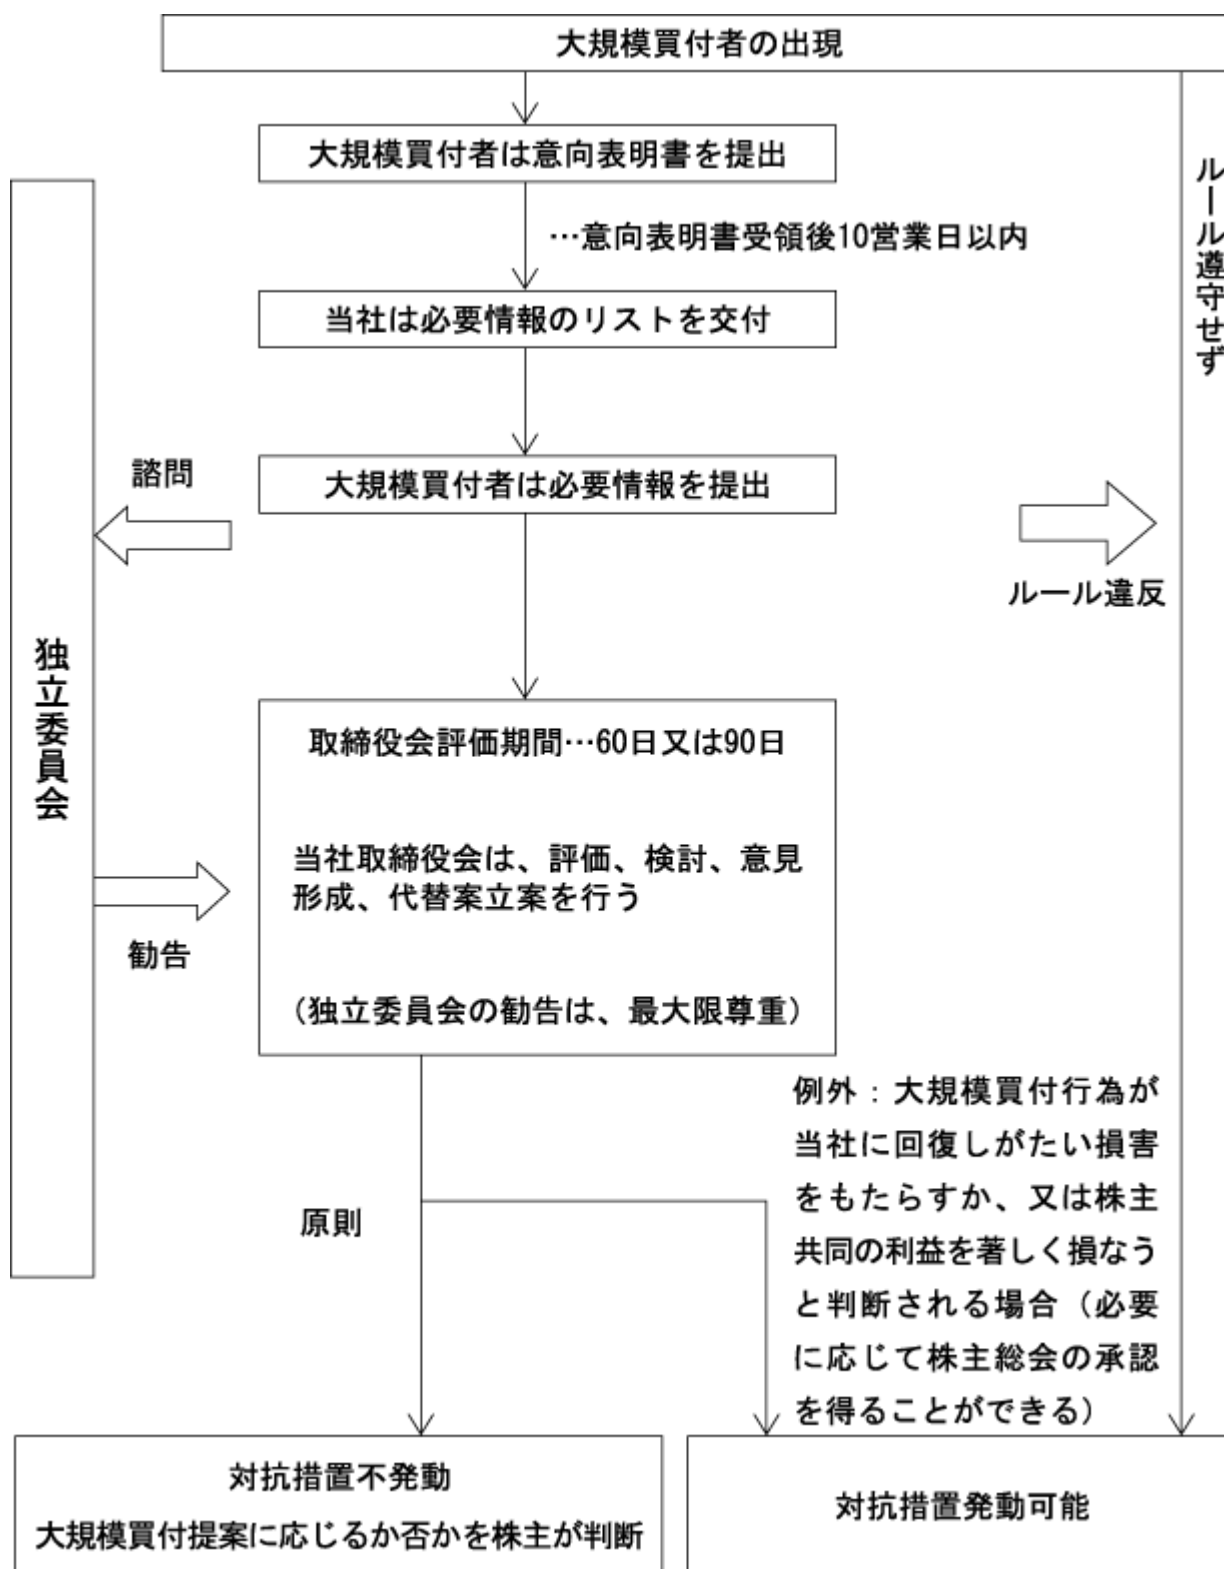 大規模買付者の出現
大規模買付者は意向表明書を提出
…意向表明書受領後10営業日以内
当社は必要情報のリストを交付
大規模買付者は必要情報を提出
ルール遵守せず
諮問
ルール違反
独立委員会
取締役会評価期間…60日又は90日
当社取締役会は、評価、検討、意見
形成、代替案立案を行う
（独立委員会の勧告は、最大限尊重）
勧告
原則
例外：大規模買付行為が
当社に回復しがたい損害
をもたらすか、又は株主
共同の利益を著しく損なう
と判断される場合（必要
に応じて株主総会の承認
を得ることができる）
対抗措置不発動
大規模買付提案に応じるか否かを株主が判断
対抗措置発動可能